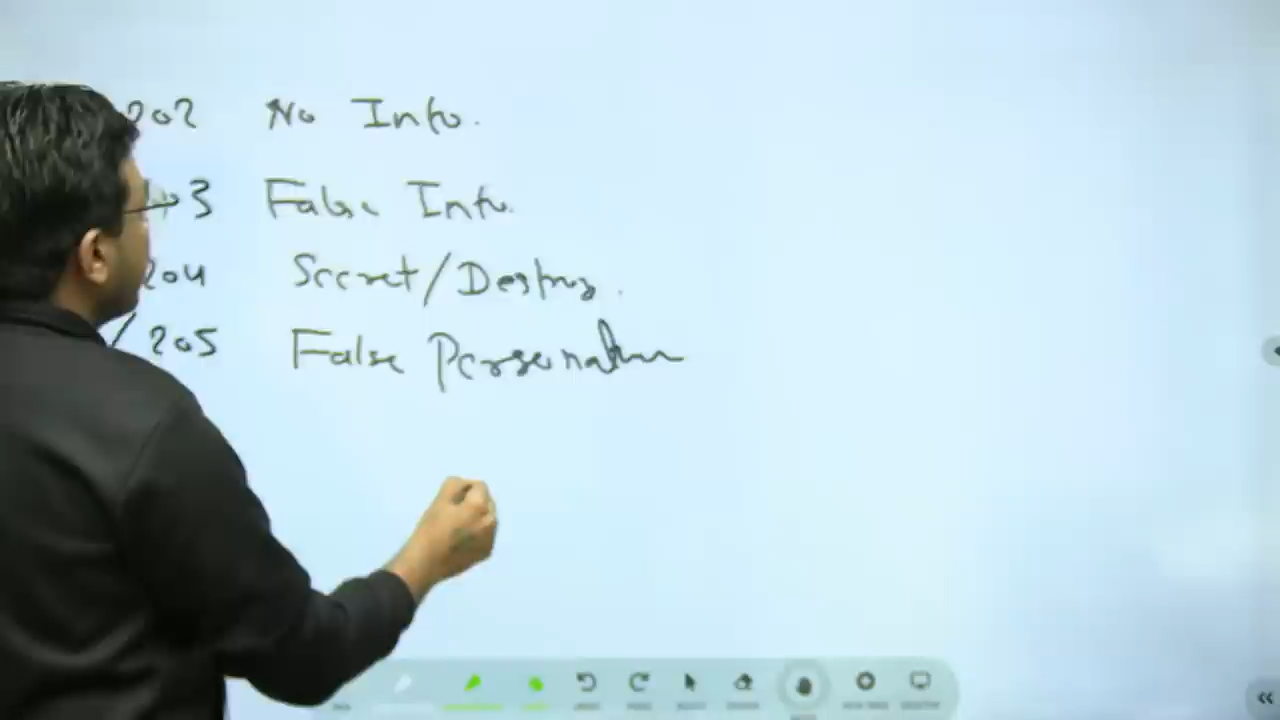 202 No Info.
3 False Info.
204 Secret/Destroy.
/ 205 False Personation